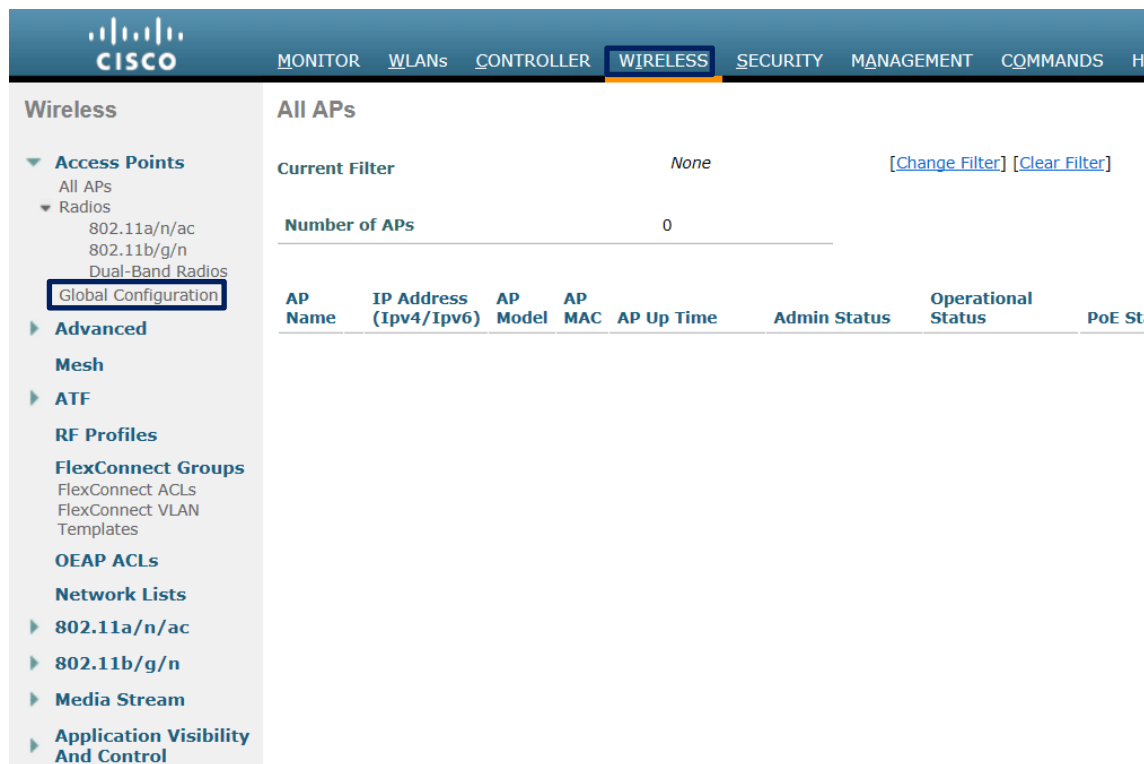 CISCO
MONITOR WLANs CONTROLLER WIRELESS SECURITY MANAGEMENT COMMANDS H
Wireless
Access Points
All APs
Radios
802.11a/n/ac
802.11b/g/n
Dual-Band Radios
Global Configuration
Advanced
Mesh
ATF
RF Profiles
FlexConnect Groups
FlexConnect ACLs
FlexConnect VLAN
Templates
OEAP ACLs
Network Lists
802.11a/n/ac
802.11b/g/n
Media Stream
Application Visibility
And Control
All APs
Current Filter None [Change Filter] [Clear Filter]
Number of APs 0
AP IP Address AP AP Operational
Name (Ipv4/Ipv6) Model MAC AP Up Time Admin Status Status PoE St